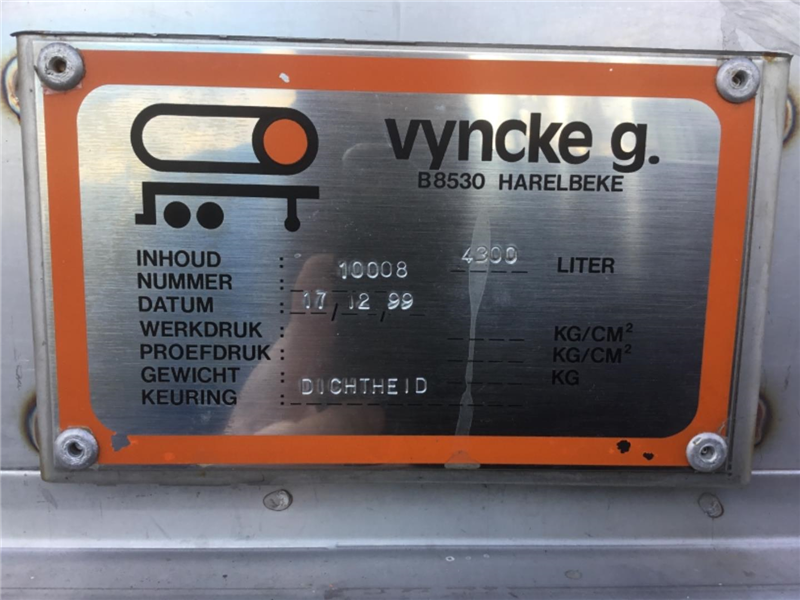 vyncke g.
B8530 HARELBEKE
INHOUD : 4300 LITER
NUMMER : 10008
DATUM : 17, 12, 99
WERKDRUK : KG/CM²
PROEFDRUK : KG/CM²
GEWICHT : KG
KEURING : DICHTHEID